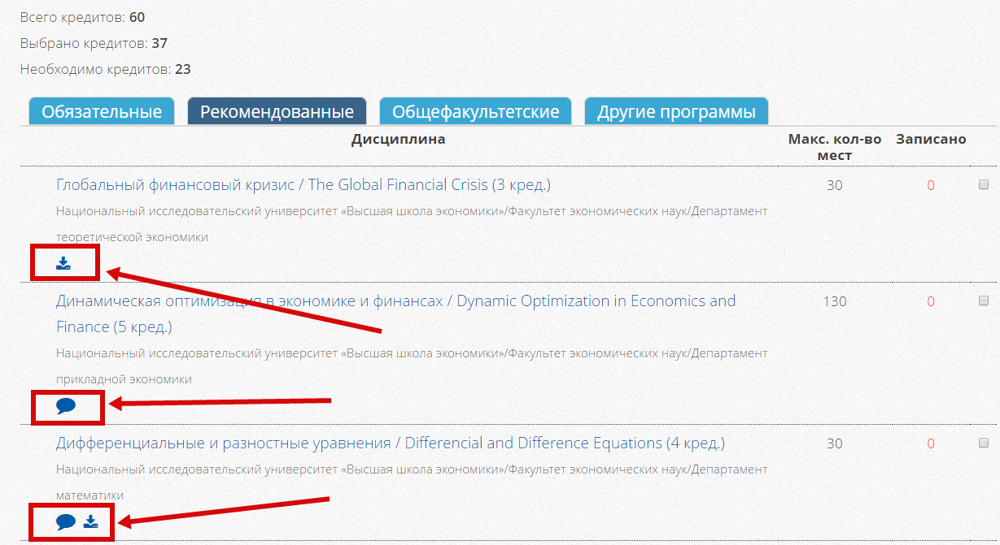 Всего кредитов: 60
Выбрано кредитов: 37
Необходимо кредитов: 23
Обязательные Рекомендованные Общефакультетские Другие программы
Дисциплина Макс. кол-во мест Записано
Глобальный финансовый кризис / The Global Financial Crisis (3 кред.) 30 0
Национальный исследовательский университет «Высшая школа экономики»/Факультет экономических наук/Департамент
теоретической экономики
Динамическая оптимизация в экономике и финансах / Dynamic Optimization in Economics and 130 0
Finance (5 кред.)
Национальный исследовательский университет «Высшая школа экономики»/Факультет экономических наук/Департамент
прикладной экономики
Дифференциальные и разностные уравнения / Differencial and Difference Equations (4 кред.) 30 0
Национальный исследовательский университет «Высшая школа экономики»/Факультет экономических наук/Департамент
математики